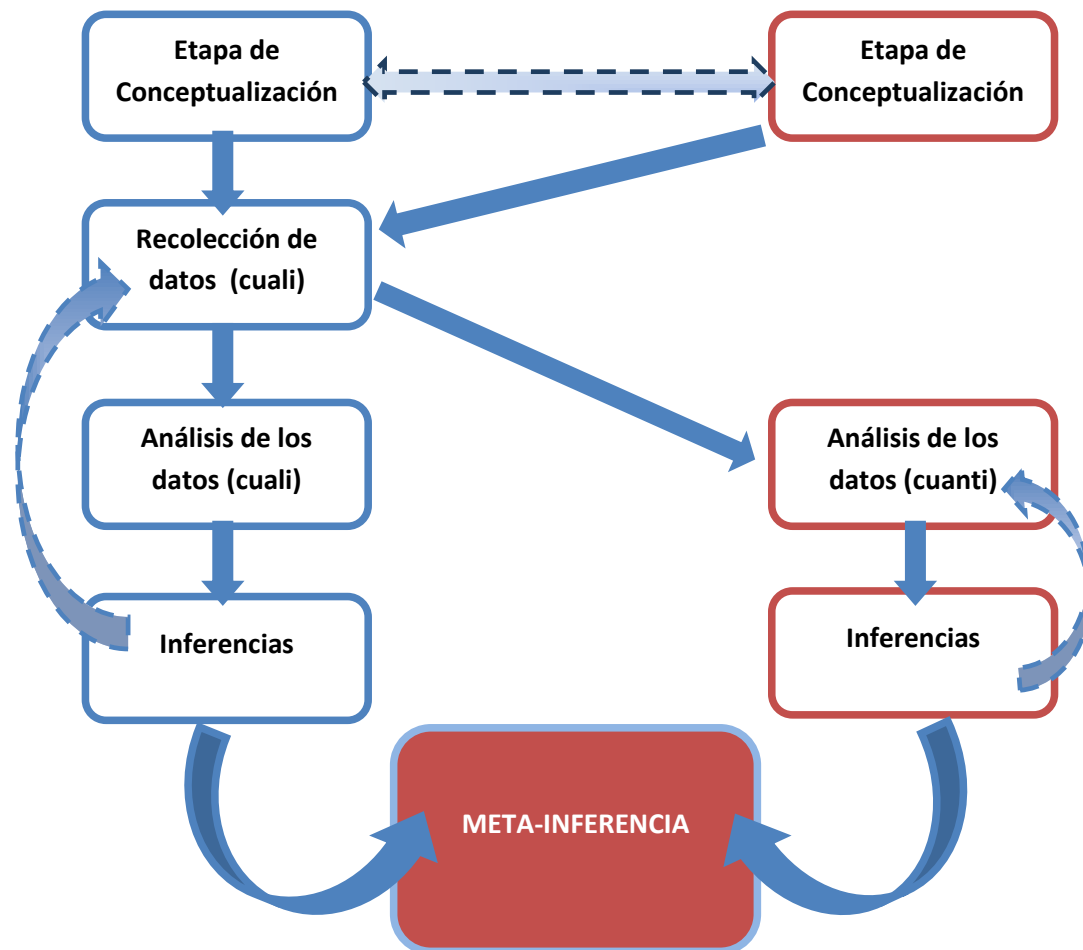 Etapa de
Conceptualización
Etapa de
Conceptualización
Recolección de
datos (cuali)
Análisis de los
datos (cuali)
Análisis de los
datos (cuanti)
Inferencias
Inferencias
META-INFERENCIA